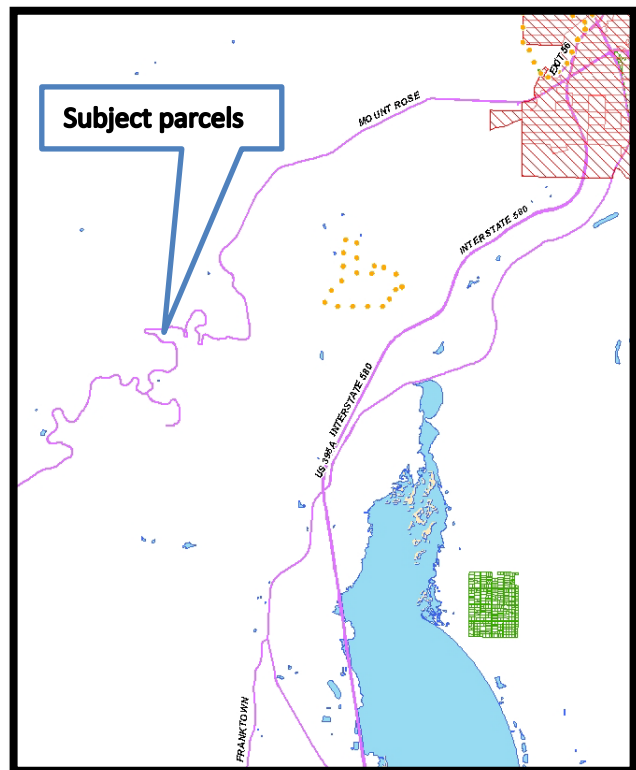 EXIT 56
Subject parcels
MOUNT ROSE
INTERSTATE 580
US 395A INTERSTATE 580
FRANKTOWN